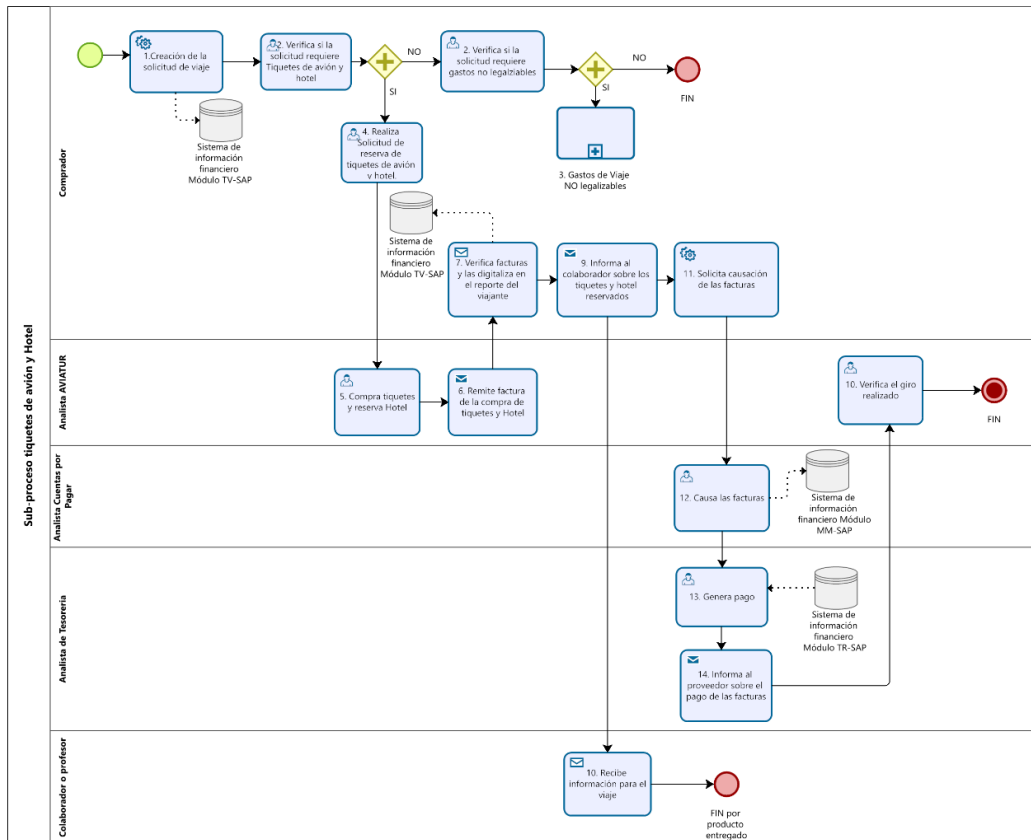 Sub-proceso tiquetes de avión y Hotel
Comprador
1.Creación de la
solicitud de viaje
Sistema de
información
financiero
Módulo TV-SAP
2. Verifica si la
solicitud requiere
Tiquetes de avión y
hotel
NO
SI
2. Verifica si la
solicitud requiere
gastos no legalziables
NO
SI
FIN
3. Gastos de Viaje
NO legalizables
4. Realiza
Solicitud de
reserva de
tiquetes de avión
y hotel.
Sistema de
información
financiero
Módulo TV-SAP
7. Verifica facturas
y las digitaliza en
el reporte del
viajante
9. Informa al
colaborador sobre los
tiquetes y hotel
reservados
11. Solicita causación
de las facturas
Analista AVIATUR
5. Compra tiquetes
y reserva Hotel
6. Remite factura
de la compra de
tiquetes y Hotel
10. Verifica el giro
realizado
FIN
Analista Cuentas por
Pagar
12. Causa las facturas
Sistema de
información
financiero Módulo
MM-SAP
Analista de Tesoreria
13. Genera pago
Sistema de
información
financiero
Módulo TR-SAP
14. Informa al
proveedor sobre el
pago de las facturas
Colaborador o profesor
10. Recibe
información para el
viaje
FIN por
producto
entregado